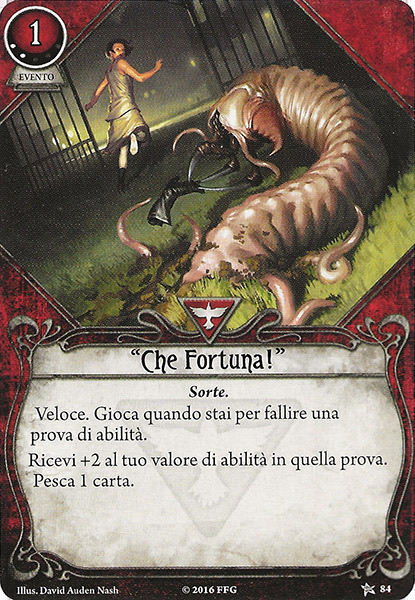 1
EVENTO
“Che Fortuna!”
Sorte.
Veloce. Gioca quando stai per fallire una
prova di abilità.
Ricevi +2 al tuo valore di abilità in quella prova.
Pesca 1 carta.
Illus. David Auden Nash © 2016 FFG 84